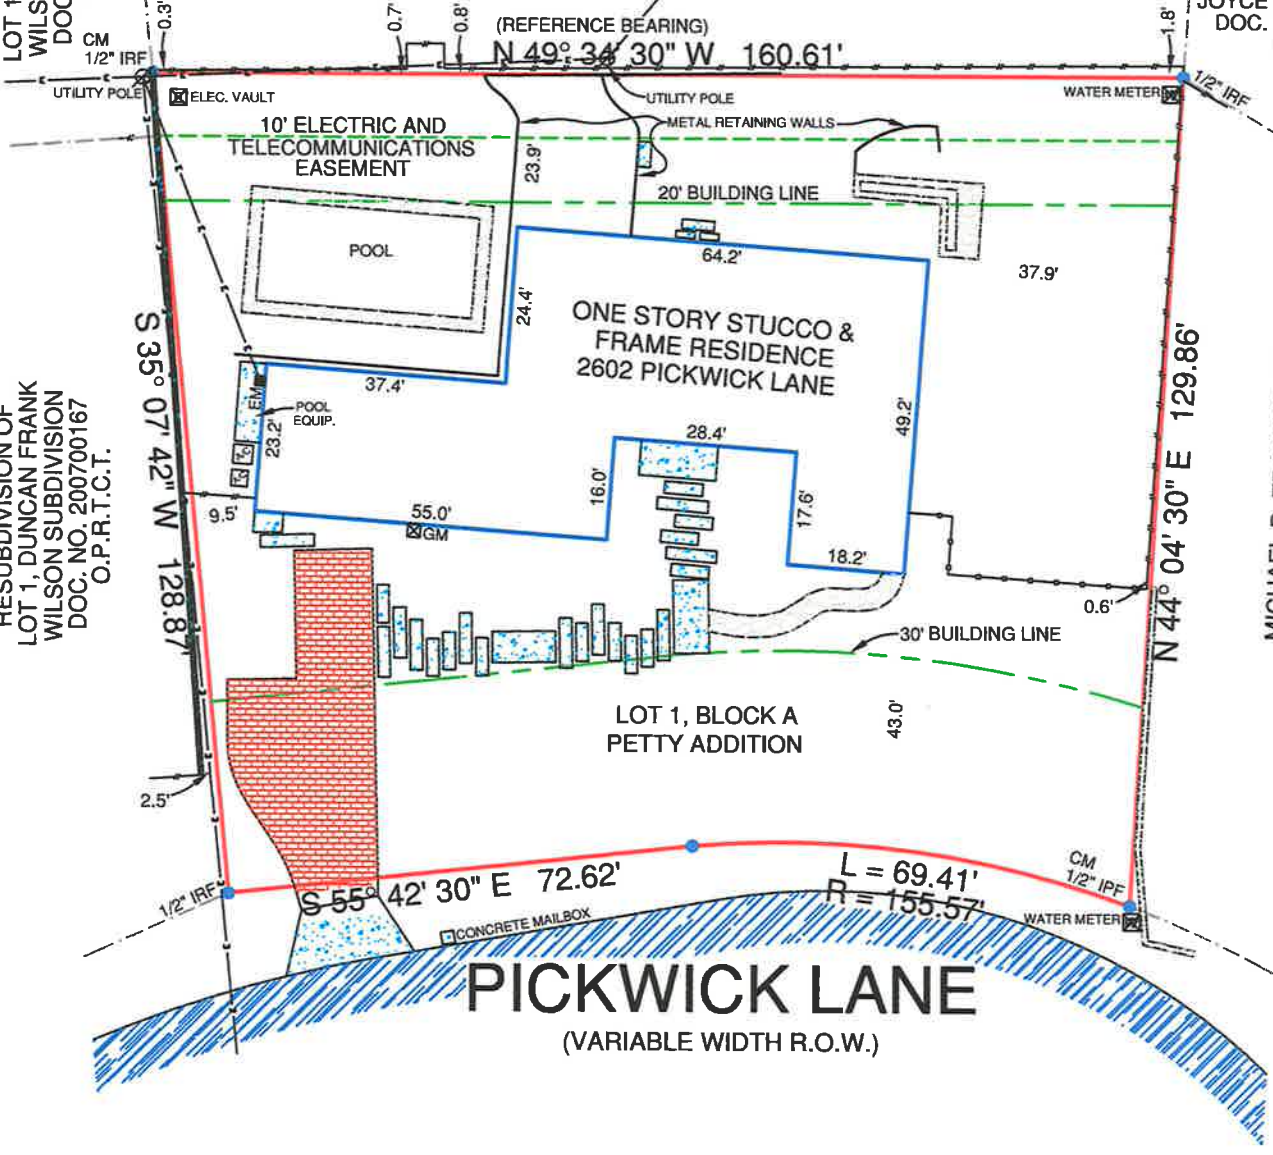 LOT 1
WILS
DOC
CM
1/2" IRF
0.3'
0.7'
0.8'
(REFERENCE BEARING)
N 49° 34' 30" W 160.61'
1.8'
JOYCE
DOC.
1/2" IRF
UTILITY POLE
ELEC. VAULT
UTILITY POLE
WATER METER
10' ELECTRIC AND
TELECOMMUNICATIONS
EASEMENT
METAL RETAINING WALLS
23.9'
20' BUILDING LINE
POOL
64.2'
37.9'
24.4'
ONE STORY STUCCO &
FRAME RESIDENCE
2602 PICKWICK LANE
S 35° 07' 42" W 128.87'
N 44° 04' 30" E 129.86'
RESUBDIVISION OF
LOT 1, DUNCAN FRANK
WILSON SUBDIVISION
DOC. NO. 200700167
O.P.R.T.C.T.
37.4'
EM
POOL
EQUIP.
23.2'
28.4'
49.2'
16.0'
17.6'
9.5'
55.0'
GM
18.2'
0.6'
30' BUILDING LINE
LOT 1, BLOCK A
PETTY ADDITION
43.0'
2.5'
1/2" IRF
S 55° 42' 30" E 72.62'
L = 69.41'
R = 155.57'
CM
1/2" IPF
WATER METER
CONCRETE MAILBOX
PICKWICK LANE
(VARIABLE WIDTH R.O.W.)